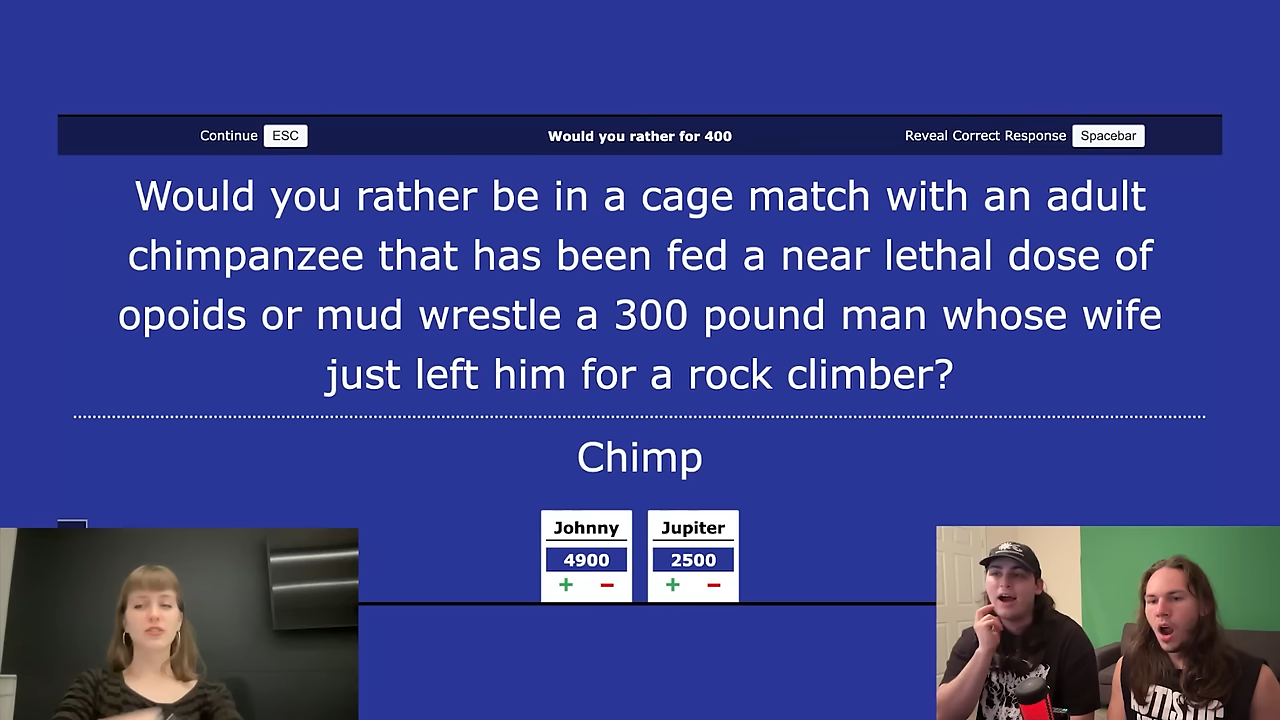 Continue ESC
Would you rather for 400
Reveal Correct Response Spacebar
Would you rather be in a cage match with an adult
chimpanzee that has been fed a near lethal dose of
opoids or mud wrestle a 300 pound man whose wife
just left him for a rock climber?
Chimp
Johnny
4900
+ −
Jupiter
2500
+ −